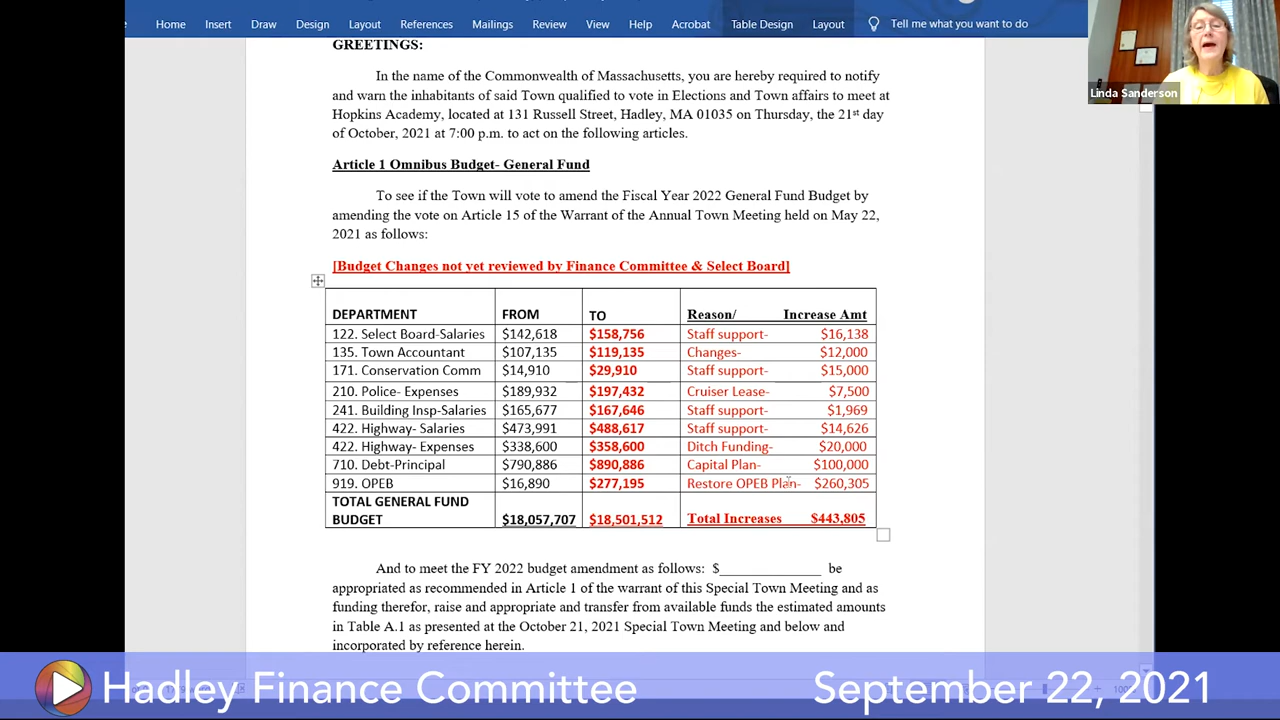 Home Insert Draw Design Layout References Mailings Review View Help Acrobat Table Design Layout Tell me what you want to do
Linda Sanderson
GREETINGS:
In the name of the Commonwealth of Massachusetts, you are hereby required to notify
and warn the inhabitants of said Town qualified to vote in Elections and Town affairs to meet at
Hopkins Academy, located at 131 Russell Street, Hadley, MA 01035 on Thursday, the 21st day
of October, 2021 at 7:00 p.m. to act on the following articles.
Article 1 Omnibus Budget- General Fund
To see if the Town will vote to amend the Fiscal Year 2022 General Fund Budget by
amending the vote on Article 15 of the Warrant of the Annual Town Meeting held on May 22,
2021 as follows:
[Budget Changes not yet reviewed by Finance Committee & Select Board]
DEPARTMENT FROM TO Reason/ Increase Amt
122. Select Board-Salaries $142,618 $158,756 Staff support- $16,138
135. Town Accountant $107,135 $119,135 Changes- $12,000
171. Conservation Comm $14,910 $29,910 Staff support- $15,000
210. Police- Expenses $189,932 $197,432 Cruiser Lease- $7,500
241. Building Insp-Salaries $165,677 $167,646 Staff support- $1,969
422. Highway- Salaries $473,991 $488,617 Staff support- $14,626
422. Highway- Expenses $338,600 $358,600 Ditch Funding- $20,000
710. Debt-Principal $790,886 $890,886 Capital Plan- $100,000
919. OPEB $16,890 $277,195 Restore OPEB Plan- $260,305
TOTAL GENERAL FUND
BUDGET $18,057,707 $18,501,512 Total Increases $443,805
And to meet the FY 2022 budget amendment as follows: $______________ be
appropriated as recommended in Article 1 of the warrant of this Special Town Meeting and as
funding therefor, raise and appropriate and transfer from available funds the estimated amounts
in Table A.1 as presented at the October 21, 2021 Special Town Meeting and below and
incorporated by reference herein.
Hadley Finance Committee September 22, 2021